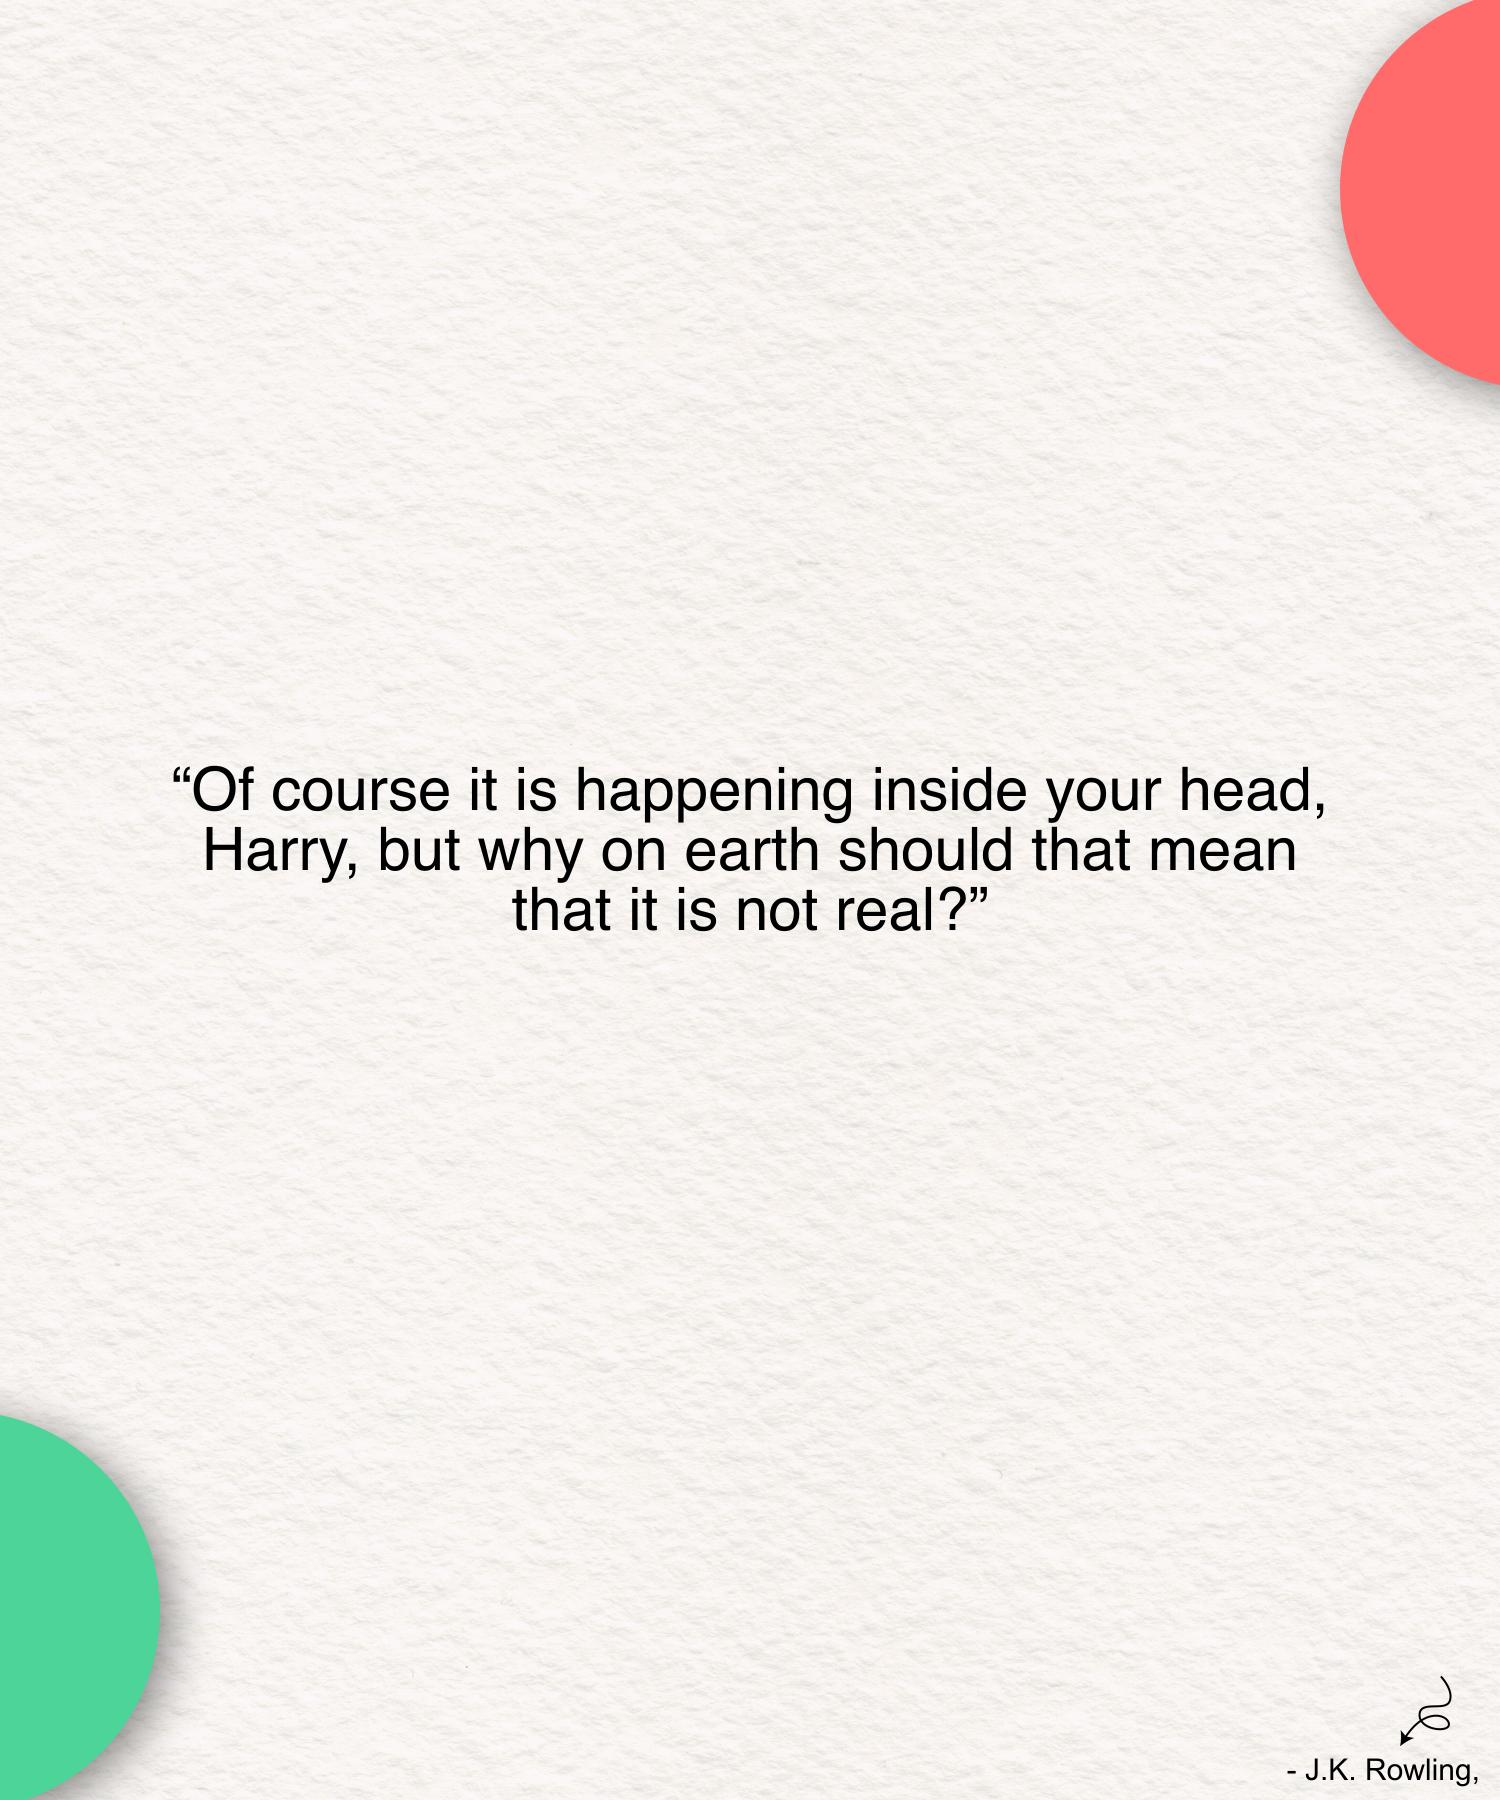 “Of course it is happening inside your head,
Harry, but why on earth should that mean
that it is not real?”
- J.K. Rowling,